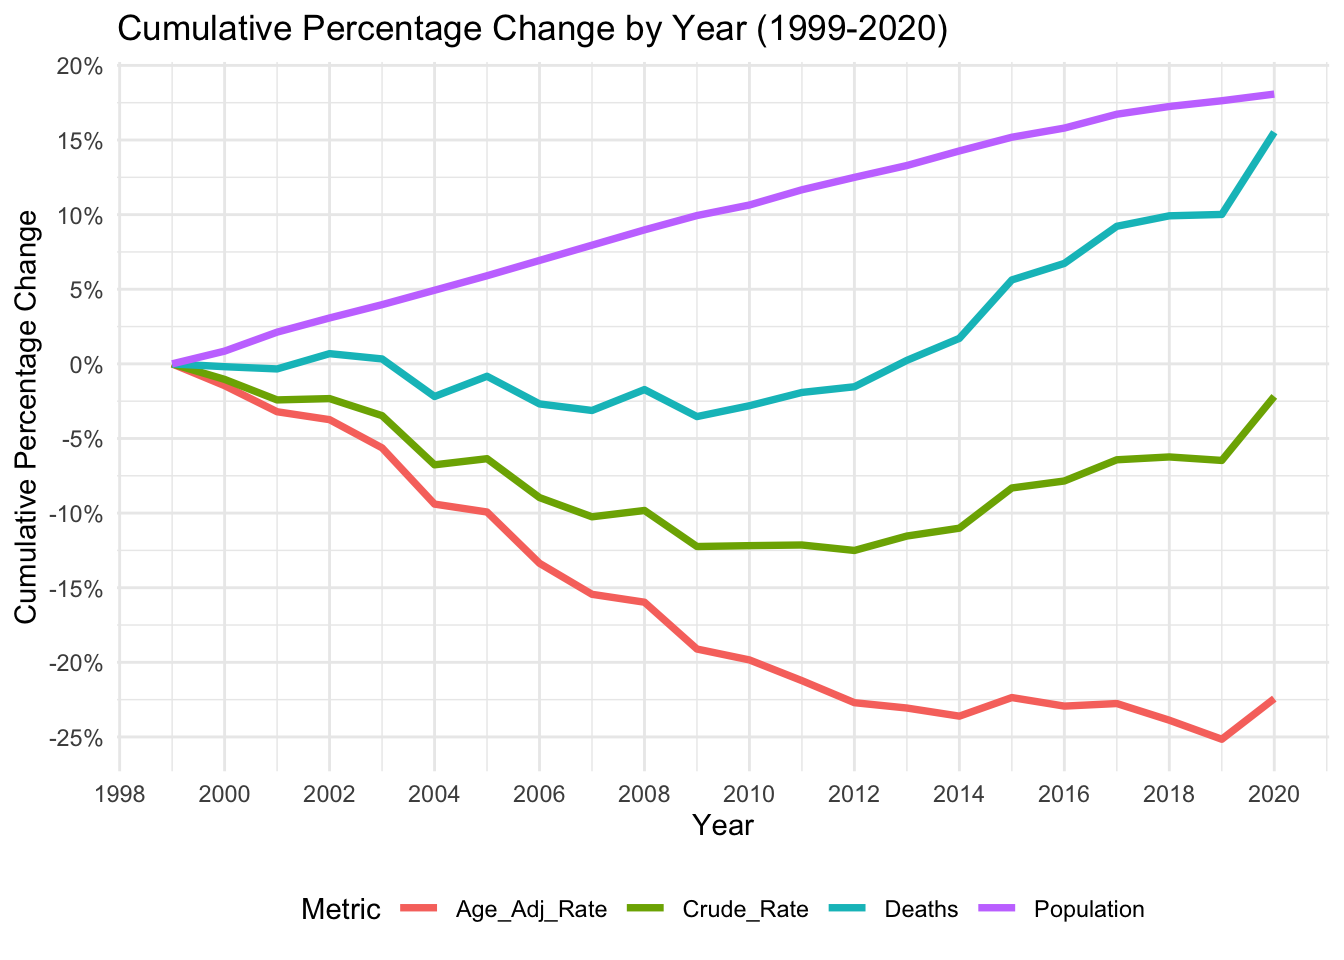 Cumulative Percentage Change by Year (1999-2020)
Cumulative Percentage Change
20%
15%
10%
5%
0%
-5%
-10%
-15%
-20%
-25%
1998 2000 2002 2004 2006 2008 2010 2012 2014 2016 2018 2020
Year
Metric Age_Adj_Rate Crude_Rate Deaths Population